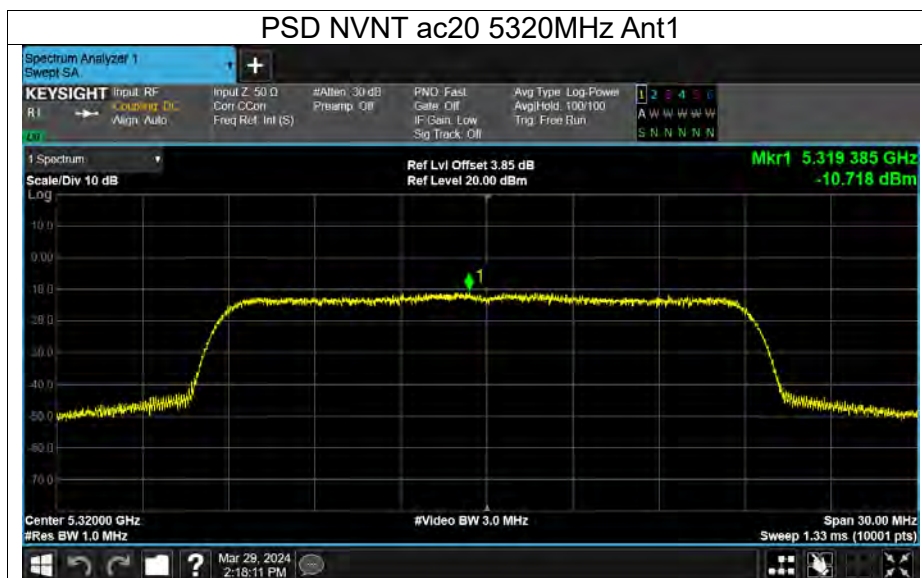 PSD NVNT ac20 5320MHz Ant1
Spectrum Analyzer 1
Swept SA
+
KEYSIGHT Input: RF Input Z: 50 Ω #Atten: 30 dB PNO: Fast Avg Type: Log-Power 1 2 3 4 5 6
R L Coupling: DC Corr CCorr Preamp: Off Gate: Off Avg|Hold: 100/100 A W W W W W
Align: Auto Freq Ref: Int (S) IF Gain: Low Trig: Free Run
Sig Track: Off S N N N N N
1 Spectrum
Ref Lvl Offset 3.85 dB Mkr1 5.319 385 GHz
Scale/Div 10 dB Ref Level 20.00 dBm -10.718 dBm
Log
10.0
0.00
-10.0
-20.0
-30.0
-40.0
-50.0
-60.0
-70.0
1
Center 5.32000 GHz #Video BW 3.0 MHz Span 30.00 MHz
#Res BW 1.0 MHz Sweep 1.33 ms (10001 pts)
? Mar 29, 2024
2:18:11 PM